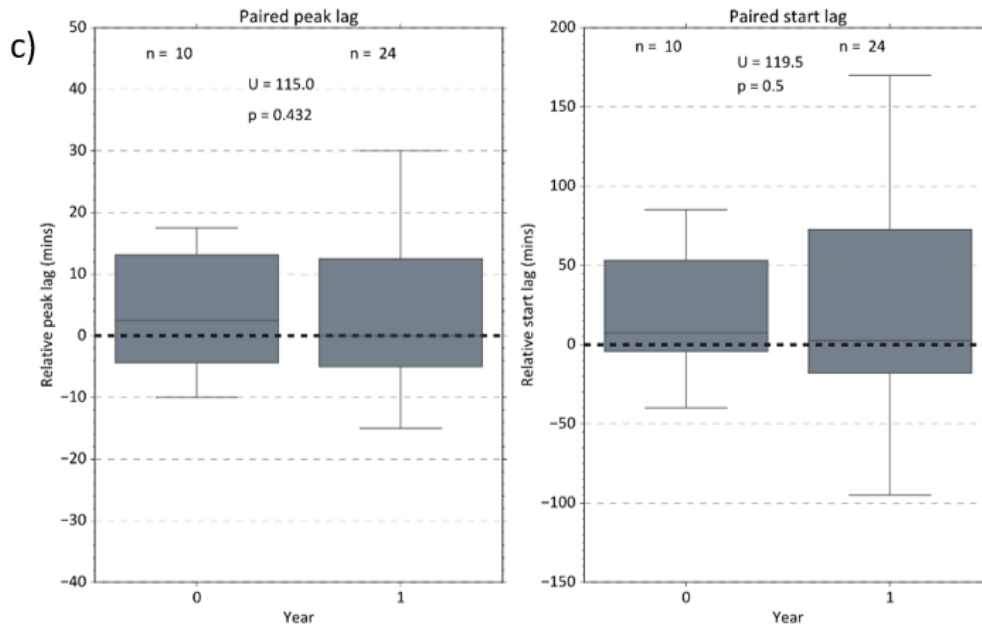 c)
Paired peak lag
n = 10
n = 24
U = 115.0
p = 0.432
50
40
30
20
10
0
−10
−20
−30
−40
Relative peak lag (mins)
0
1
Year
Paired start lag
n = 10
n = 24
U = 119.5
p = 0.5
200
150
100
50
0
−50
−100
−150
Relative start lag (mins)
0
1
Year